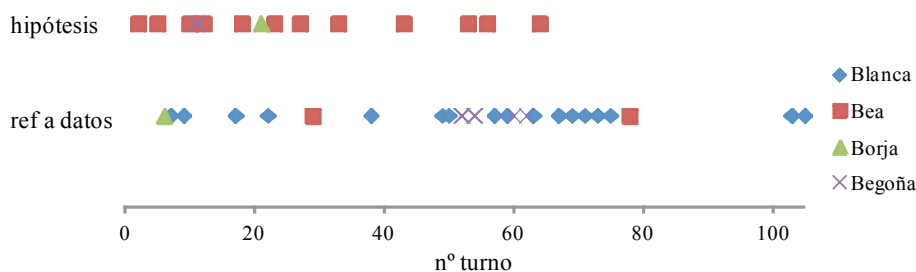 hipótesis
ref a datos
Blanca
Bea
Borja
Begoña
0 20 40 60 80 100
nº turno